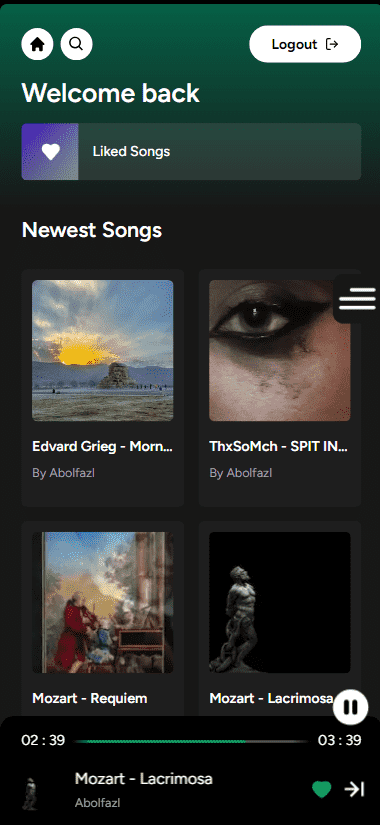 Logout
Welcome back
Liked Songs
Newest Songs
Edvard Grieg - Morn...
ThxSoMch - SPIT IN...
By Abolfazl
By Abolfazl
Mozart - Requiem
Mozart - Lacrimosa
02 : 39
03 : 39
Mozart - Lacrimosa
Abolfazl